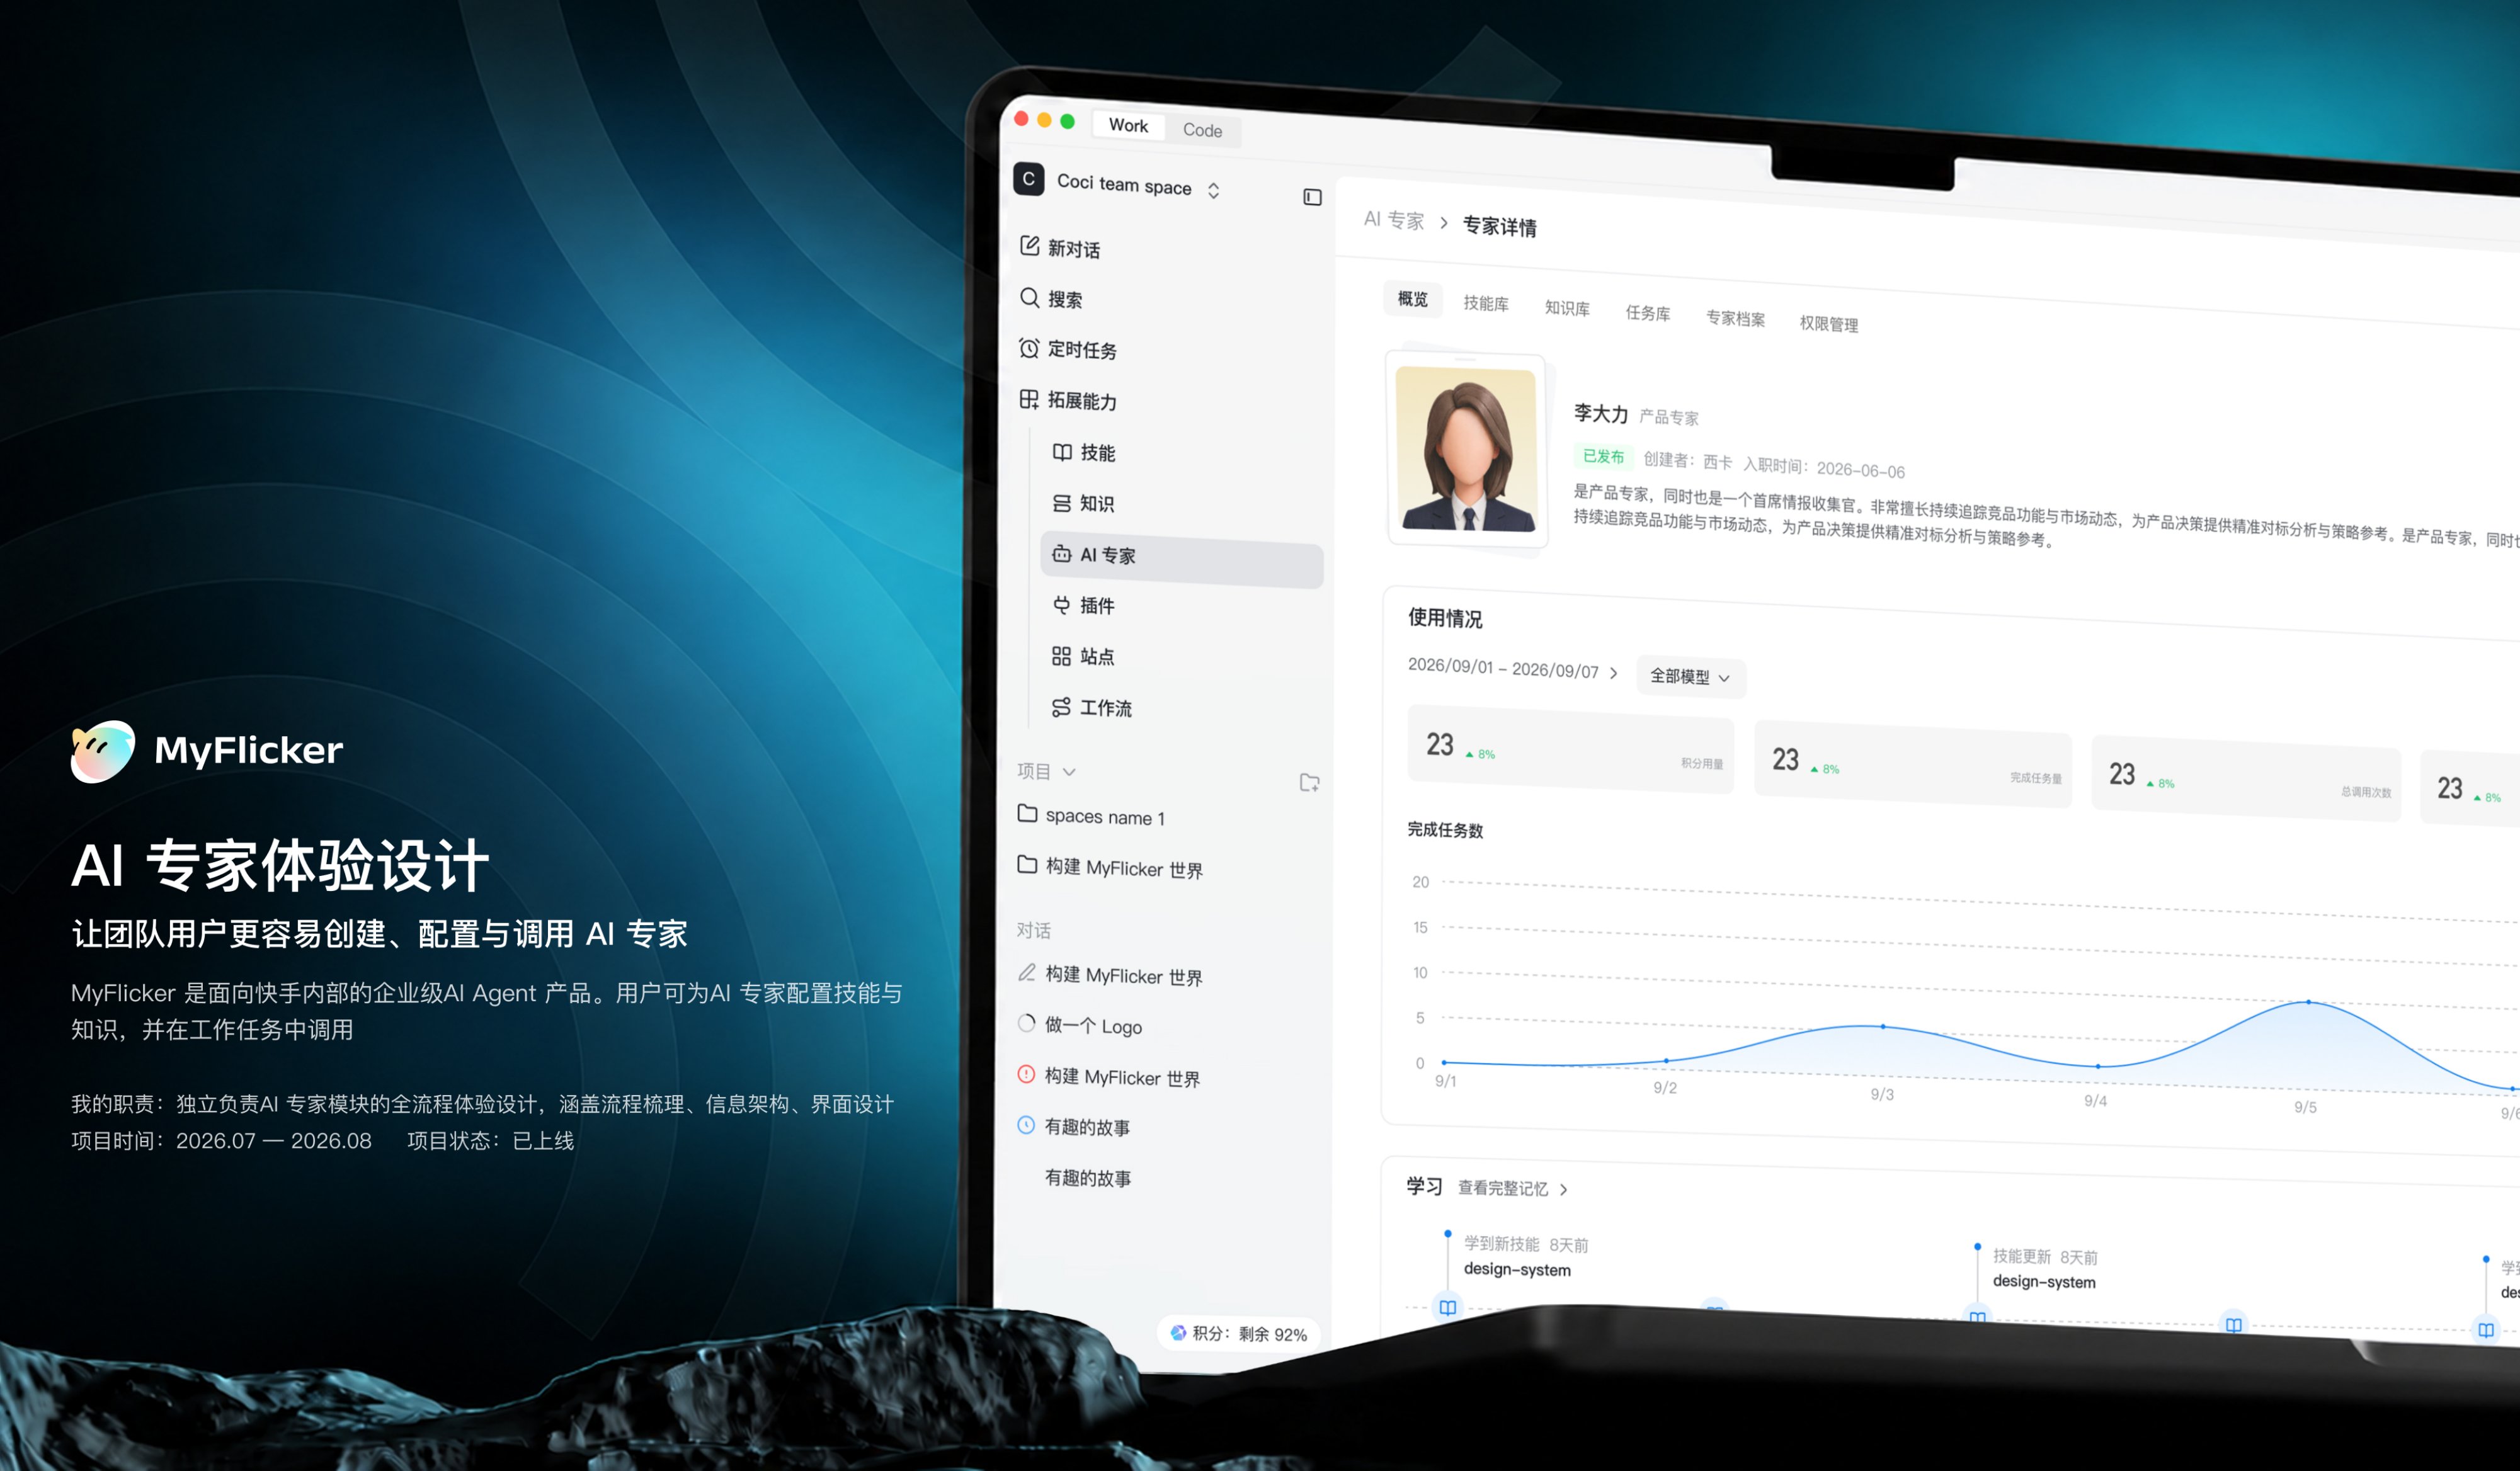 MyFlicker
AI 专家体验设计
让团队用户更容易创建、配置与调用 AI 专家
MyFlicker 是面向快手内部的企业级AI Agent 产品。用户可为AI 专家配置技能与
知识，并在工作任务中调用
我的职责：独立负责AI 专家模块的全流程体验设计，涵盖流程梳理、信息架构、界面设计
项目时间：2026.07 — 2026.08 项目状态：已上线
Work Code
C Coci team space
新对话
搜索
定时任务
拓展能力
技能
知识
AI 专家
插件
站点
工作流
项目
spaces name 1
构建 MyFlicker 世界
对话
构建 MyFlicker 世界
做一个 Logo
构建 MyFlicker 世界
有趣的故事
有趣的故事
积分：剩余 92%
AI 专家 > 专家详情
概览 技能库 知识库 任务库 专家档案 权限管理
李大力 产品专家
已发布 创建者：西卡 入职时间：2026-06-06
是产品专家，同时也是一个首席情报收集官。非常擅长持续追踪竞品功能与市场动态，为产品决策提供精准对标分析与策略参考。是产品专家，同时
持续追踪竞品功能与市场动态，为产品决策提供精准对标分析与策略参考。
使用情况
2026/09/01 – 2026/09/07 > 全部模型
23 8% 积分用量
23 8% 完成任务量
23 8% 总调用次数
23 8%
完成任务数
20
15
10
5
0
9/1 9/2 9/3 9/4 9/5
学习 查看完整记忆 >
学到新技能 8天前
design-system
技能更新 8天前
design-system